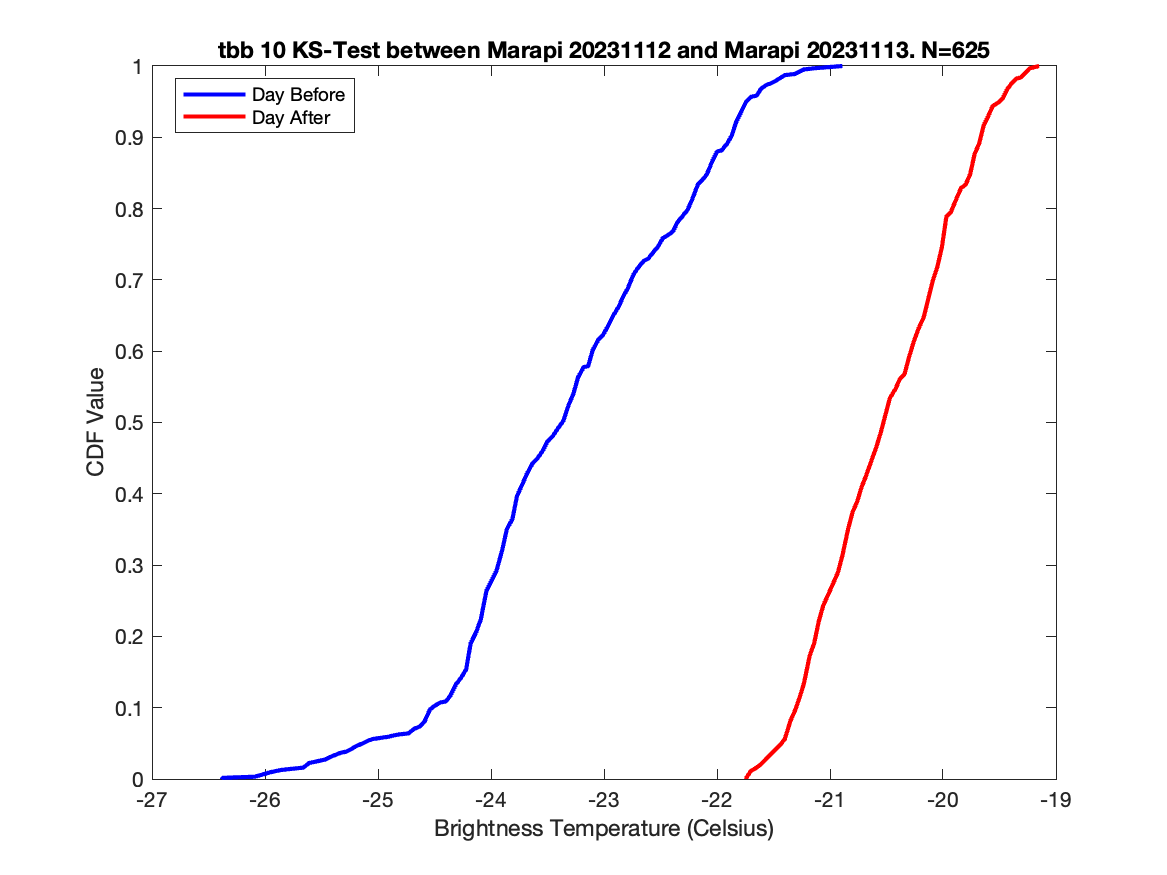 tbb 10 KS-Test between Marapi 20231112 and Marapi 20231113. N=625
Day Before
Day After
1
0.9
0.8
0.7
0.6
0.5
0.4
0.3
0.2
0.1
0
CDF Value
-27 -26 -25 -24 -23 -22 -21 -20 -19
Brightness Temperature (Celsius)